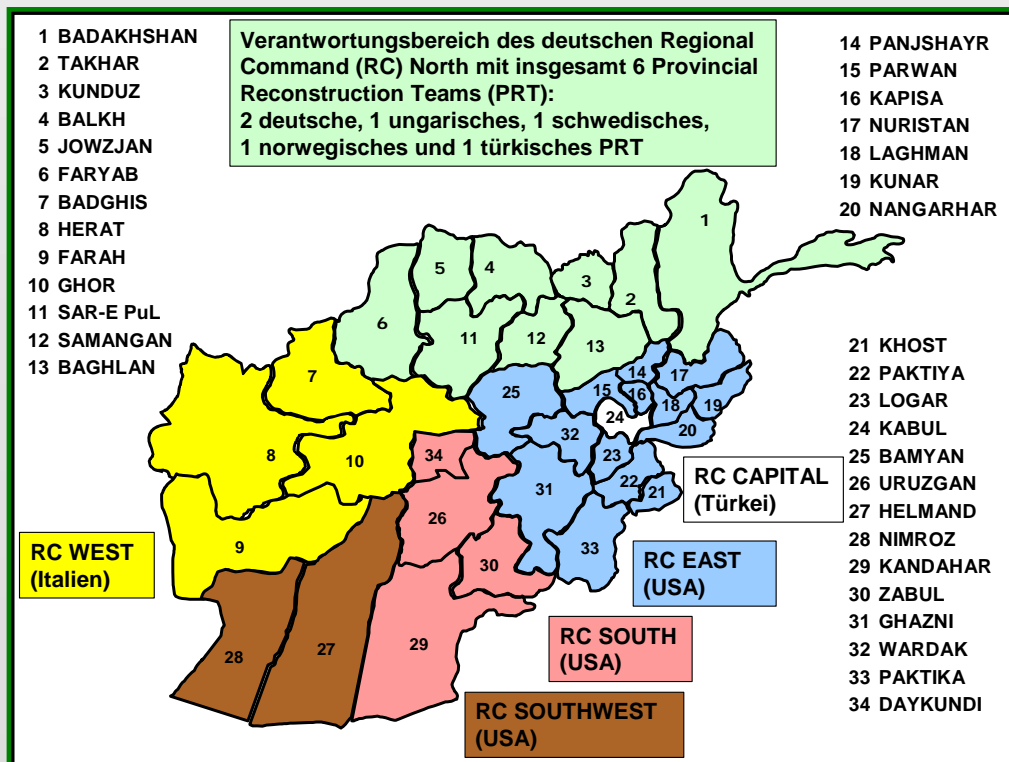 1 BADAKHSHAN
2 TAKHAR
3 KUNDUZ
4 BALKH
5 JOWZJAN
6 FARYAB
7 BADGHIS
8 HERAT
9 FARAH
10 GHOR
11 SAR-E PuL
12 SAMANGAN
13 BAGHLAN
Verantwortungsbereich des deutschen Regional
Command (RC) North mit insgesamt 6 Provincial
Reconstruction Teams (PRT):
2 deutsche, 1 ungarisches, 1 schwedisches,
1 norwegisches und 1 türkisches PRT
14 PANJSHAYR
15 PARWAN
16 KAPISA
17 NURISTAN
18 LAGHMAN
19 KUNAR
20 NANGARHAR
21 KHOST
22 PAKTIYA
23 LOGAR
24 KABUL
25 BAMYAN
26 URUZGAN
27 HELMAND
28 NIMROZ
29 KANDAHAR
30 ZABUL
31 GHAZNI
32 WARDAK
33 PAKTIKA
34 DAYKUNDI
1
5
4
3
2
6
11
12
13
7
25
14
17
15
16
18
19
24
20
32
8
10
34
23
22
21
31
26
33
9
30
28
27
29
RC CAPITAL
(Türkei)
RC WEST
(Italien)
RC EAST
(USA)
RC SOUTH
(USA)
RC SOUTHWEST
(USA)